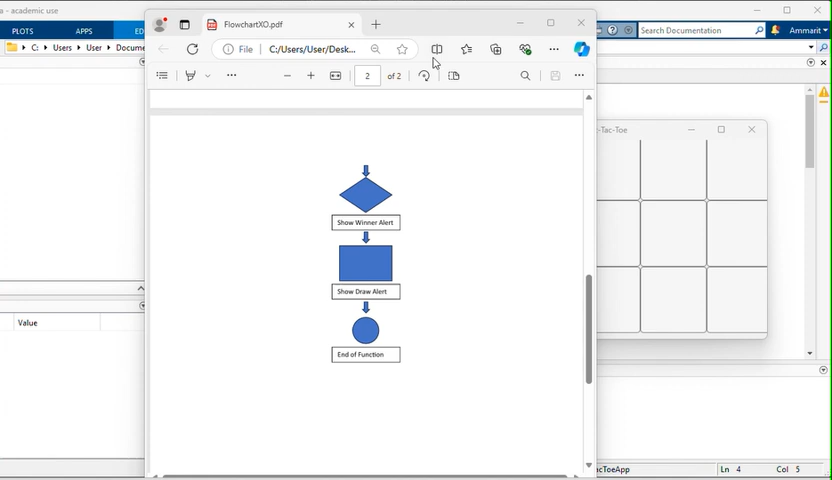 a - academic use
FlowchartXO.pdf
PLOTS
APPS
ED
Search Documentation
Ammarit
C:
Users
User
Docume
File
C:/Users/User/Desk...
2
of 2
c-Tac-Toe
Show Winner Alert
Show Draw Alert
Value
End of Function
acToeApp
Ln 4
Col 5